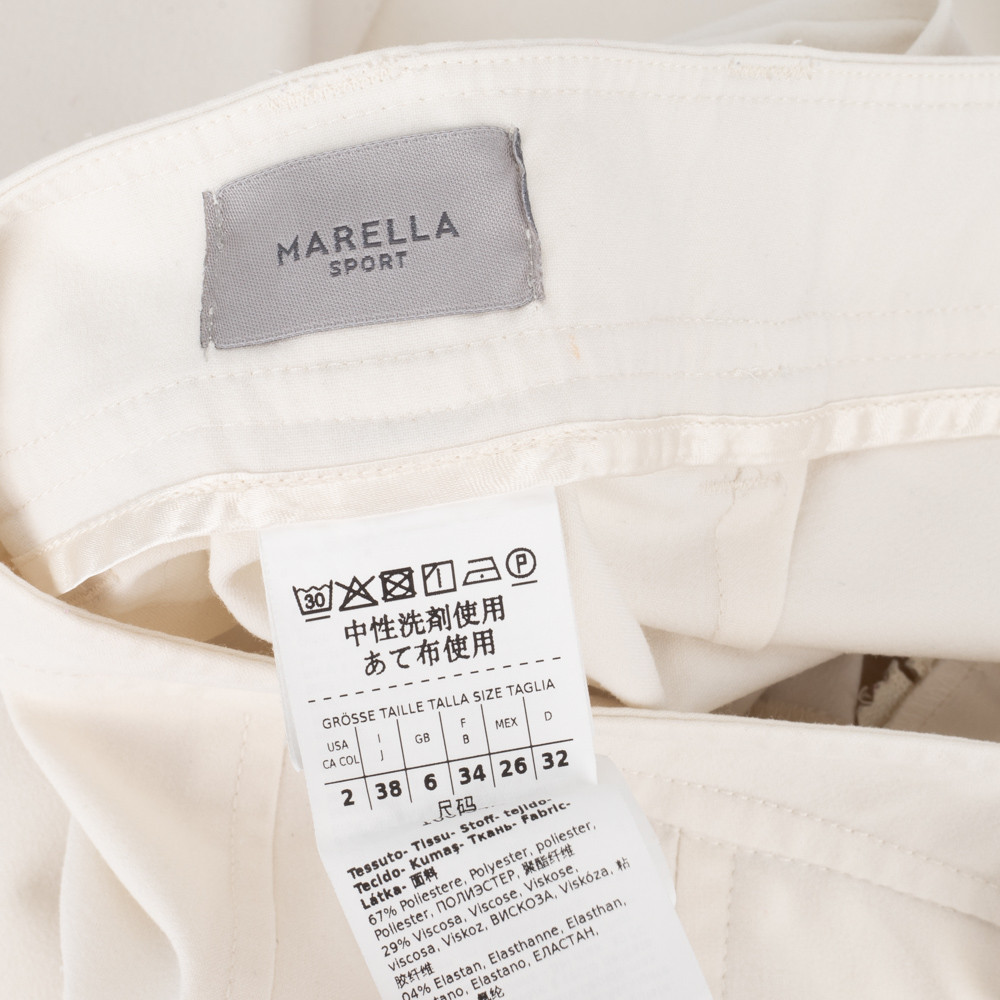 MARELLA
SPORT
30 P
中性洗剤使用
あて布使用
GRÖSSE TAILLE TALLA SIZE TAGLIA
USA CA COL I J GB F B MEX D
2 38 6 34 26 32
尺码
Tessuto- Tissu- Stoff- tejido-
Tecido- Kumaş- Ткань- Fabric-
Látka- 面料
67% Poliestere, Polyester, poliester,
Poliester, ПОЛИЭСТЕР, 聚酯纤维
29% Viscosa, Viscose, Viskose,
viscosa, Viskoz, ВИСКОЗА, Viskóza, 粘
胶纤维
04% Elastan, Elasthanne, Elasthan,
Elastano, ЕЛАСТАН,